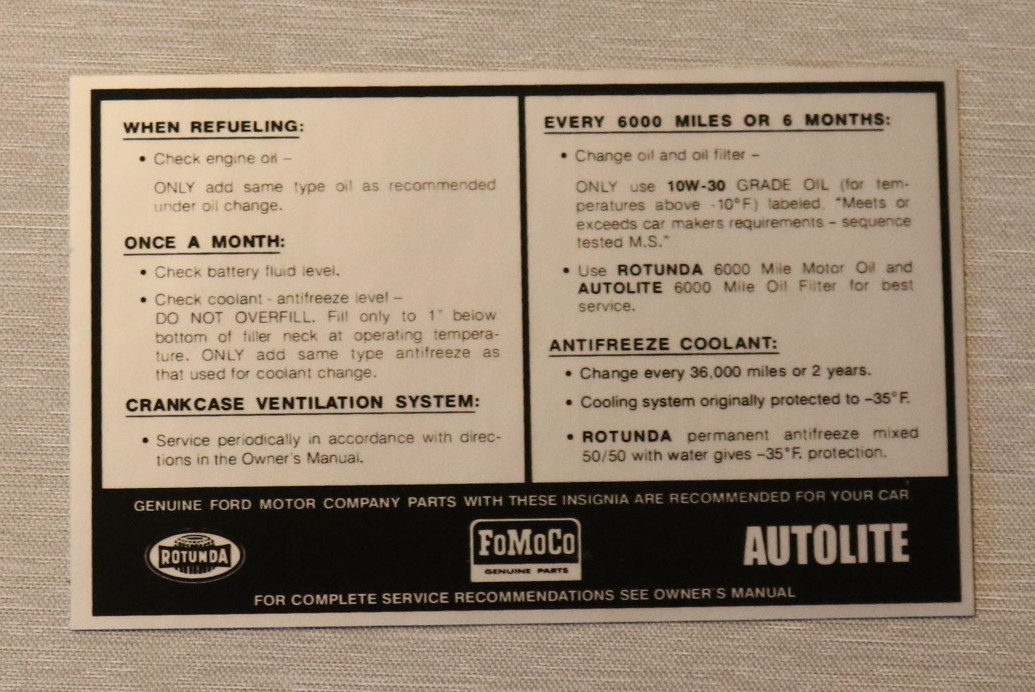 WHEN REFUELING:
• Check engine oil –
ONLY add same type oil as recommended
under oil change.
ONCE A MONTH:
• Check battery fluid level.
• Check coolant - antifreeze level –
DO NOT OVERFILL. Fill only to 1" below
bottom of filler neck at operating tempera-
ture. ONLY add same type antifreeze as
that used for coolant change.
CRANKCASE VENTILATION SYSTEM:
• Service periodically in accordance with direc-
tions in the Owner's Manual.
EVERY 6000 MILES OR 6 MONTHS:
• Change oil and oil filter –
ONLY use 10W-30 GRADE OIL (for tem-
peratures above -10°F.) labeled, "Meets or
exceeds car makers requirements – sequence
tested M.S."
• Use ROTUNDA 6000 Mile Motor Oil and
AUTOLITE 6000 Mile Oil Filter for best
service.
ANTIFREEZE COOLANT:
• Change every 36,000 miles or 2 years.
• Cooling system originally protected to –35°F.
• ROTUNDA permanent antifreeze mixed
50/50 with water gives –35°F. protection.
GENUINE FORD MOTOR COMPANY PARTS WITH THESE INSIGNIA ARE RECOMMENDED FOR YOUR CAR
ROTUNDA
FoMoCo
GENUINE PARTS
AUTOLITE
FOR COMPLETE SERVICE RECOMMENDATIONS SEE OWNER'S MANUAL